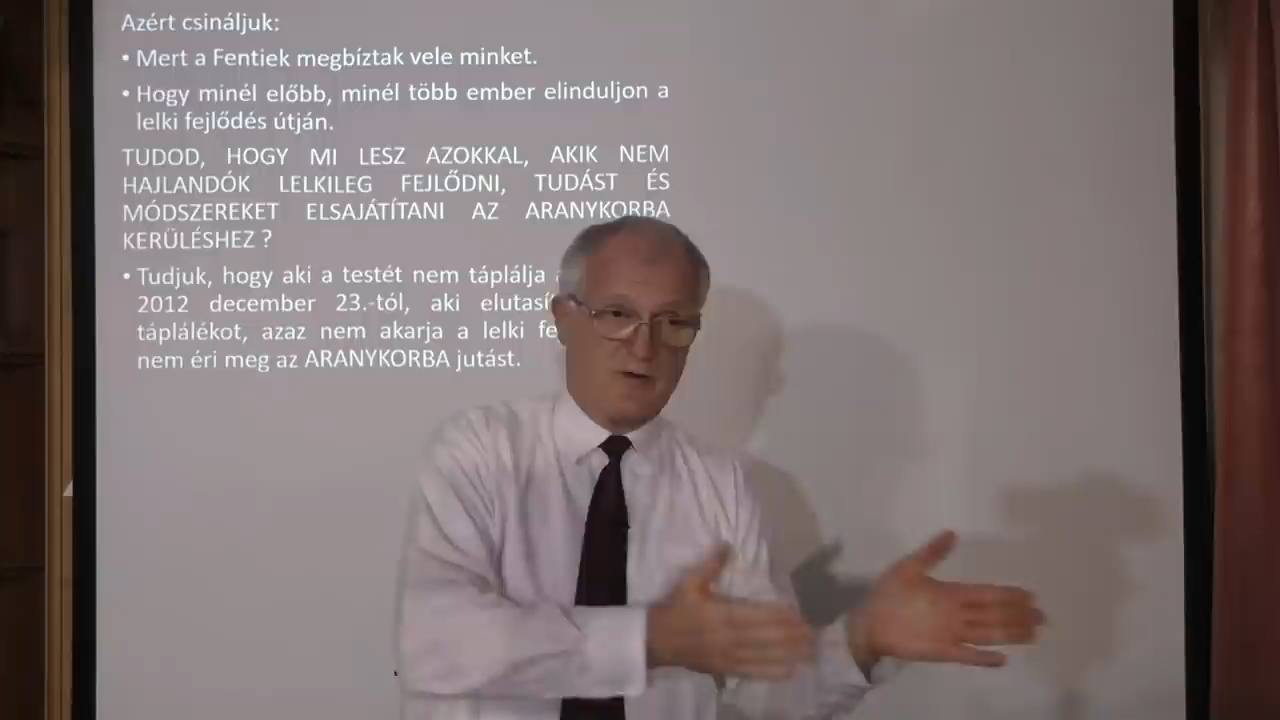 Azért csináljuk:
• Mert a Fentiek megbíztak vele minket.
• Hogy minél előbb, minél több ember elinduljon a
lelki fejlődés útján.
TUDOD, HOGY MI LESZ AZOKKAL, AKIK NEM
HAJLANDÓK LELKILEG FEJLŐDNI, TUDÁST ÉS
MÓDSZEREKET ELSAJÁTÍTANI AZ ARANYKORBA
KERÜLÉSHEZ ?
• Tudjuk, hogy aki a testét nem táplálja
2012 december 23.-tól, aki
táplálékot, azaz nem akarja a lelki
nem éri meg az ARANYKORBA jutást.